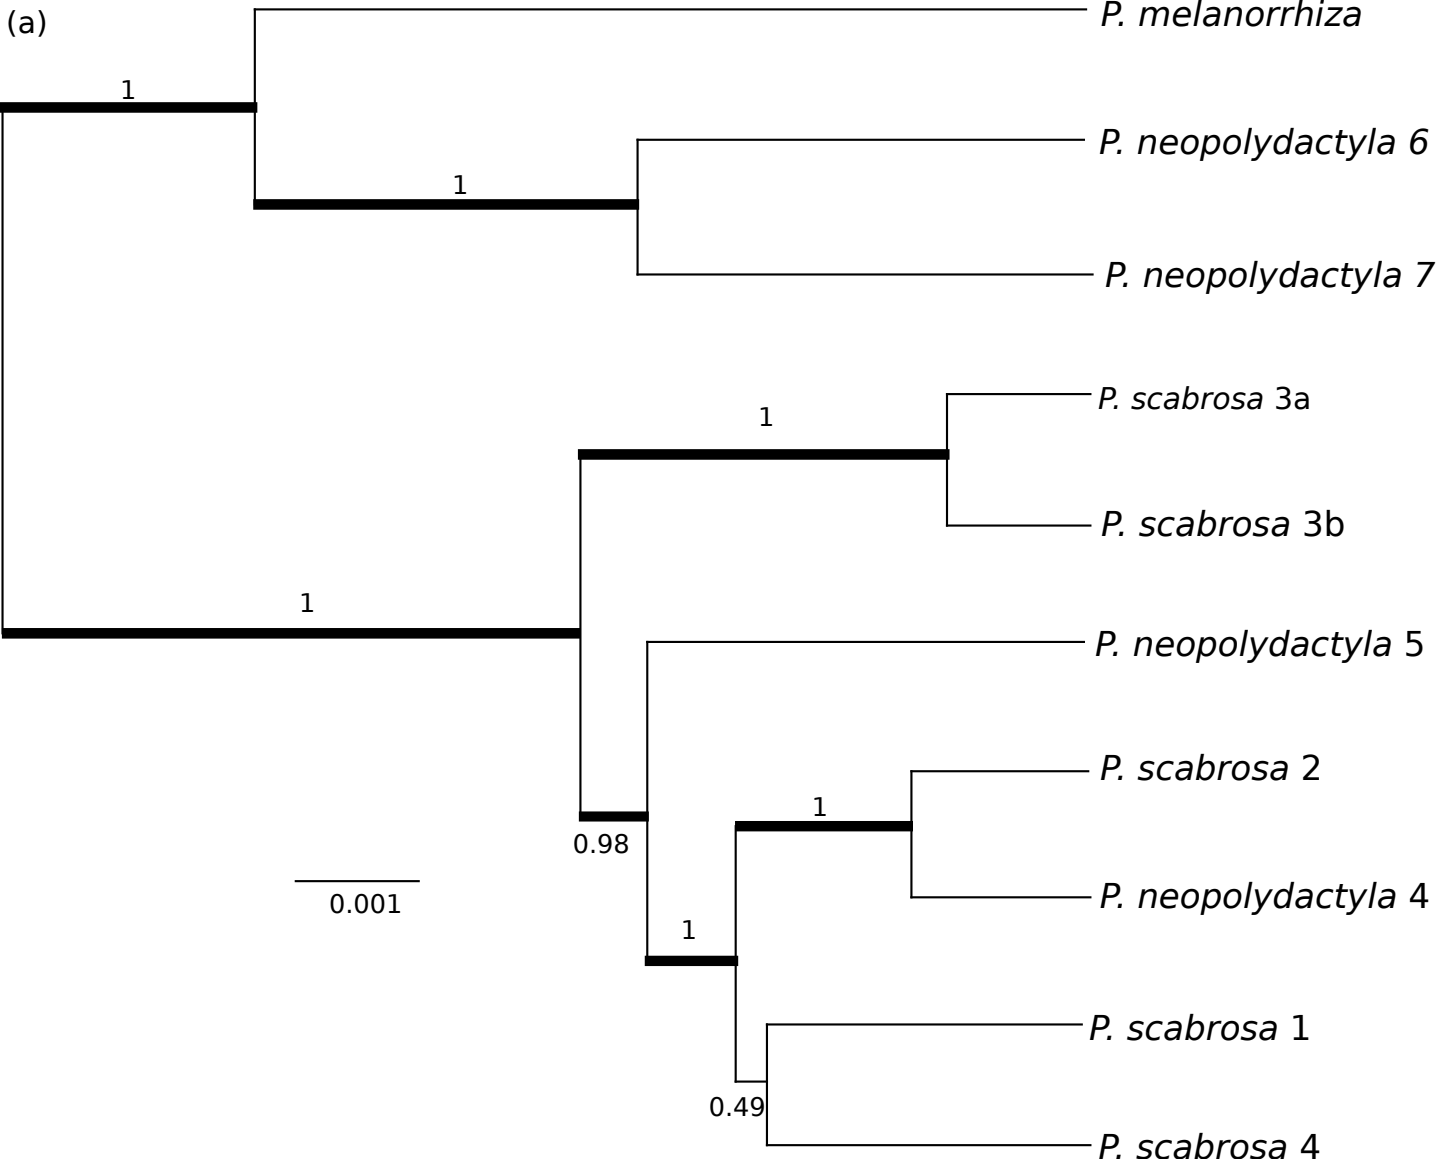 (a)
P. melanorrhiza
1
P. neopolydactyla 6
1
P. neopolydactyla 7
P. scabrosa 3a
1
P. scabrosa 3b
1
P. neopolydactyla 5
P. scabrosa 2
1
0.98
P. neopolydactyla 4
0.001
1
P. scabrosa 1
0.49
P. scabrosa 4